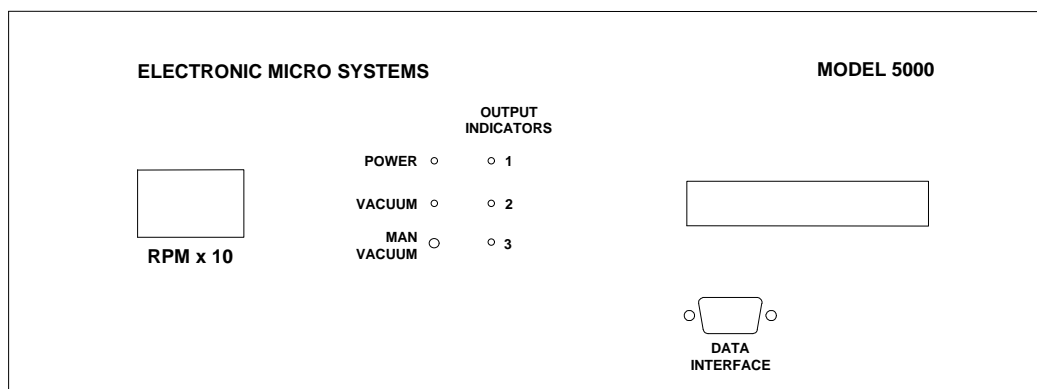 ELECTRONIC MICRO SYSTEMS
MODEL 5000
OUTPUT
INDICATORS
POWER
1
VACUUM
2
MAN
VACUUM
3
RPM x 10
DATA
INTERFACE